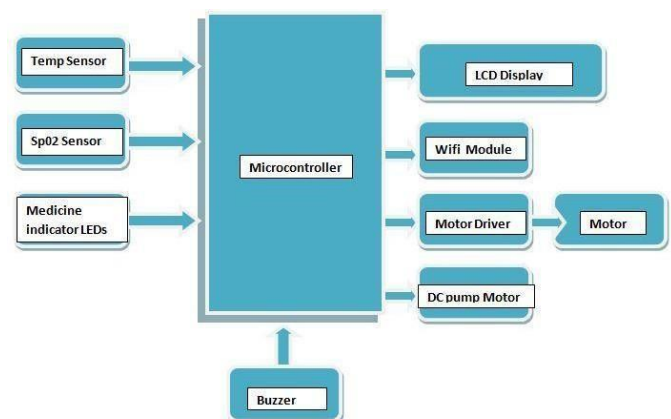 Temp Sensor
Sp02 Sensor
Medicine
indicator LEDs
Microcontroller
LCD Display
Wifi Module
Motor Driver
Motor
DC pump Motor
Buzzer